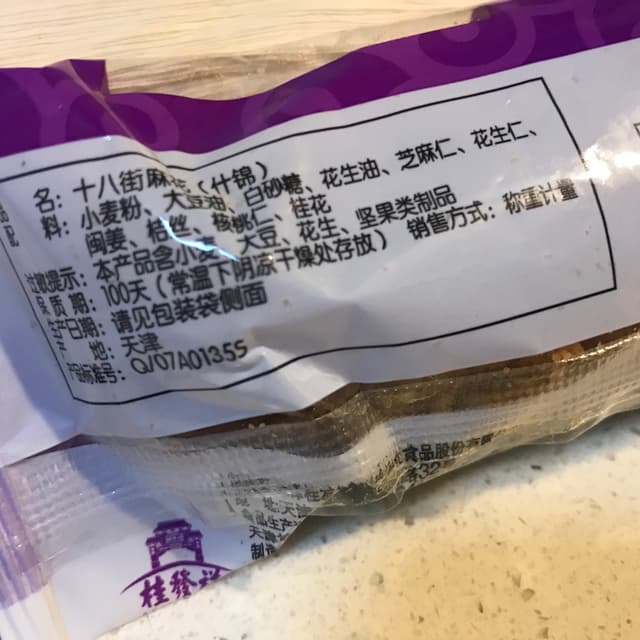 名：十八街麻花（什锦）
料：小麦粉、大豆油、白砂糖、花生油、芝麻仁、花生仁、
闽姜、桔丝、核桃仁、桂花
提示：本产品含小麦、大豆、花生、坚果类制品
保质期：100天（常温下阴凉干燥处存放） 销售方式：称重计量
生产日期：请见包装袋侧面
产地：天津
品标准号：Q/07A0135S
食品股份有限
桂發祥